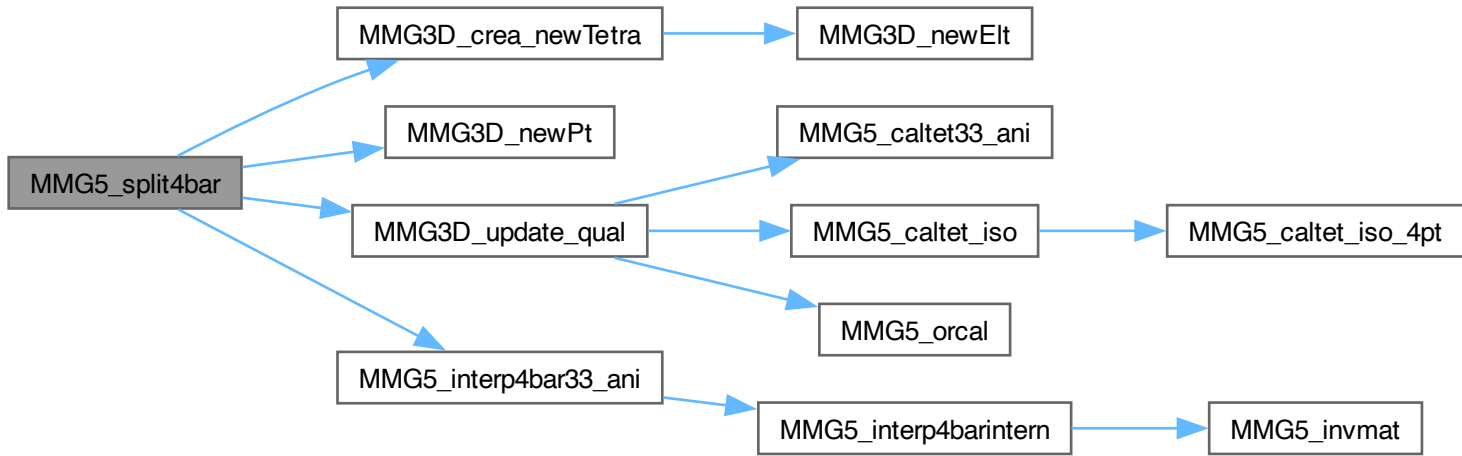 MMG5_split4bar
MMG3D_crea_newTetra
MMG3D_newElt
MMG3D_newPt
MMG3D_update_qual
MMG5_caltet33_ani
MMG5_caltet_iso
MMG5_caltet_iso_4pt
MMG5_orcal
MMG5_interp4bar33_ani
MMG5_interp4barintern
MMG5_invmat